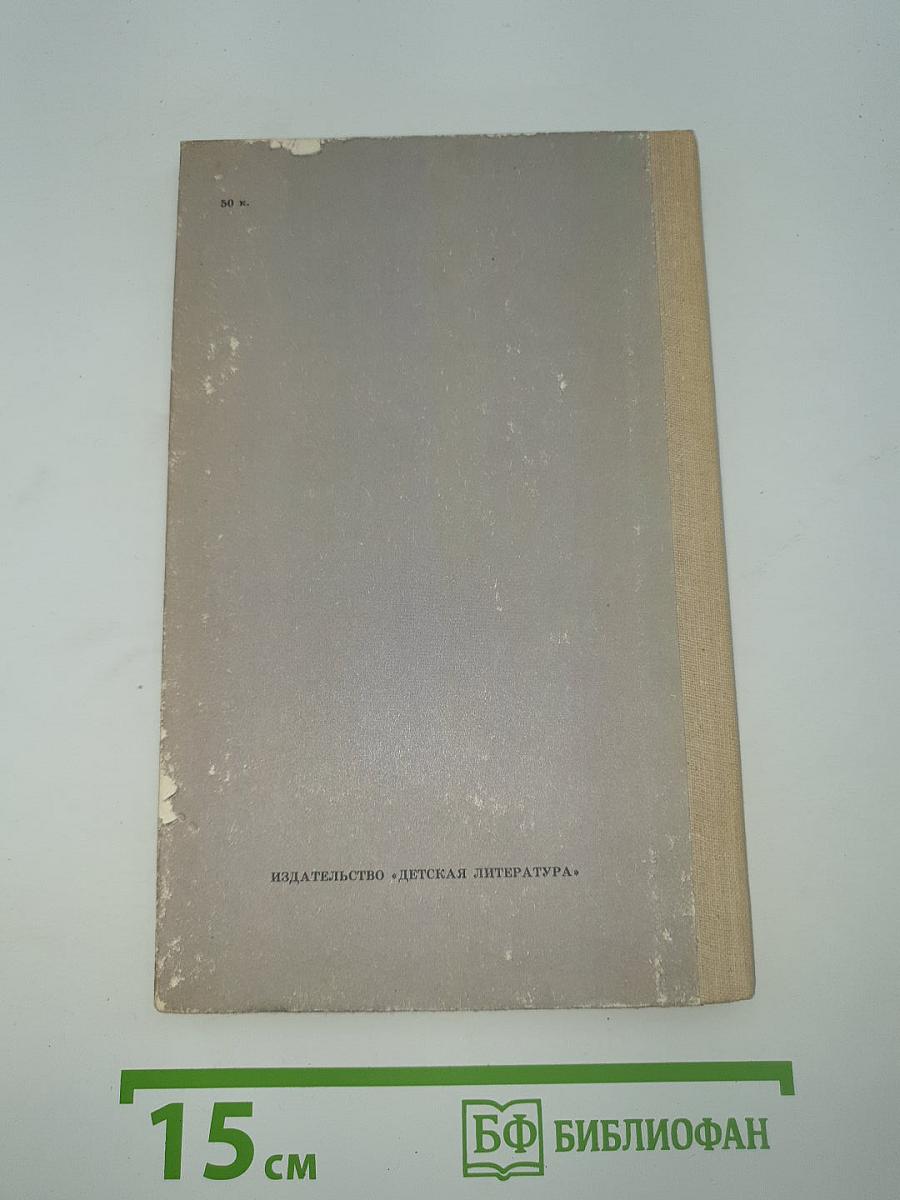 50 к.
ИЗДАТЕЛЬСТВО «ДЕТСКАЯ ЛИТЕРАТУРА»
15 см
БФ БИБЛИОФАН